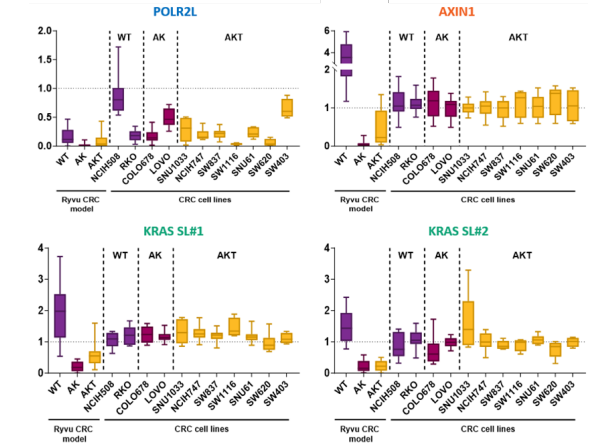 POLR2L
WT AK AKT
2.0
1.5
1.0
0.5
0.0
WT AK AKT NCIH508 RKO COLO678 LOVO SNU1033 NCIH747 SW837 SW1116 SNU61 SW620 SW403
Ryvu CRC model
CRC cell lines
AXIN1
WT AK AKT
6
4
2
2
1
0
WT AK AKT NCIH508 RKO COLO678 LOVO SNU1033 NCIH747 SW837 SW1116 SNU61 SW620 SW403
Ryvu CRC model
CRC cell lines
KRAS SL#1
WT AK AKT
4
3
2
1
0
WT AK AKT NCIH508 RKO COLO678 LOVO SNU1033 NCIH747 SW837 SW1116 SNU61 SW620 SW403
Ryvu CRC model
CRC cell lines
KRAS SL#2
WT AK AKT
4
3
2
1
0
WT AK AKT NCIH508 RKO COLO678 LOVO SNU1033 NCIH747 SW837 SW1116 SNU61 SW620 SW403
Ryvu CRC model
CRC cell lines